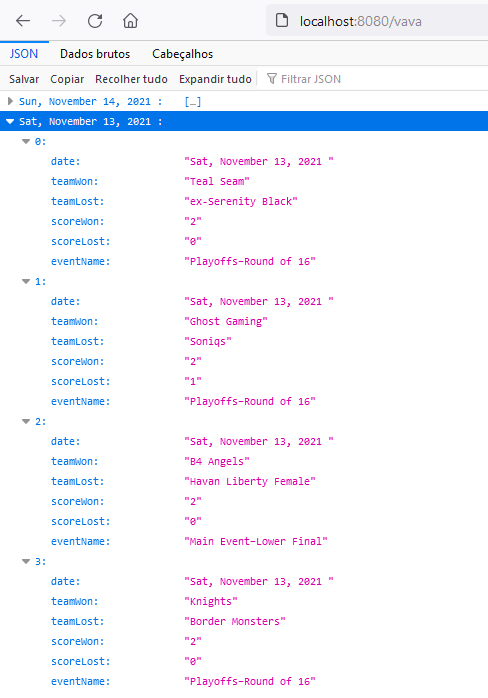 localhost:8080/vava
JSON Dados brutos Cabeçalhos
Salvar Copiar Recolher tudo Expandir tudo Filtrar JSON
Sun, November 14, 2021 : […]
Sat, November 13, 2021 :
0:
date: "Sat, November 13, 2021 "
teamWon: "Teal Seam"
teamLost: "ex-Serenity Black"
scoreWon: "2"
scoreLost: "0"
eventName: "Playoffs–Round of 16"
1:
date: "Sat, November 13, 2021 "
teamWon: "Ghost Gaming"
teamLost: "Soniqs"
scoreWon: "2"
scoreLost: "1"
eventName: "Playoffs–Round of 16"
2:
date: "Sat, November 13, 2021 "
teamWon: "B4 Angels"
teamLost: "Havan Liberty Female"
scoreWon: "2"
scoreLost: "0"
eventName: "Main Event–Lower Final"
3:
date: "Sat, November 13, 2021 "
teamWon: "Knights"
teamLost: "Border Monsters"
scoreWon: "2"
scoreLost: "0"
eventName: "Playoffs–Round of 16"